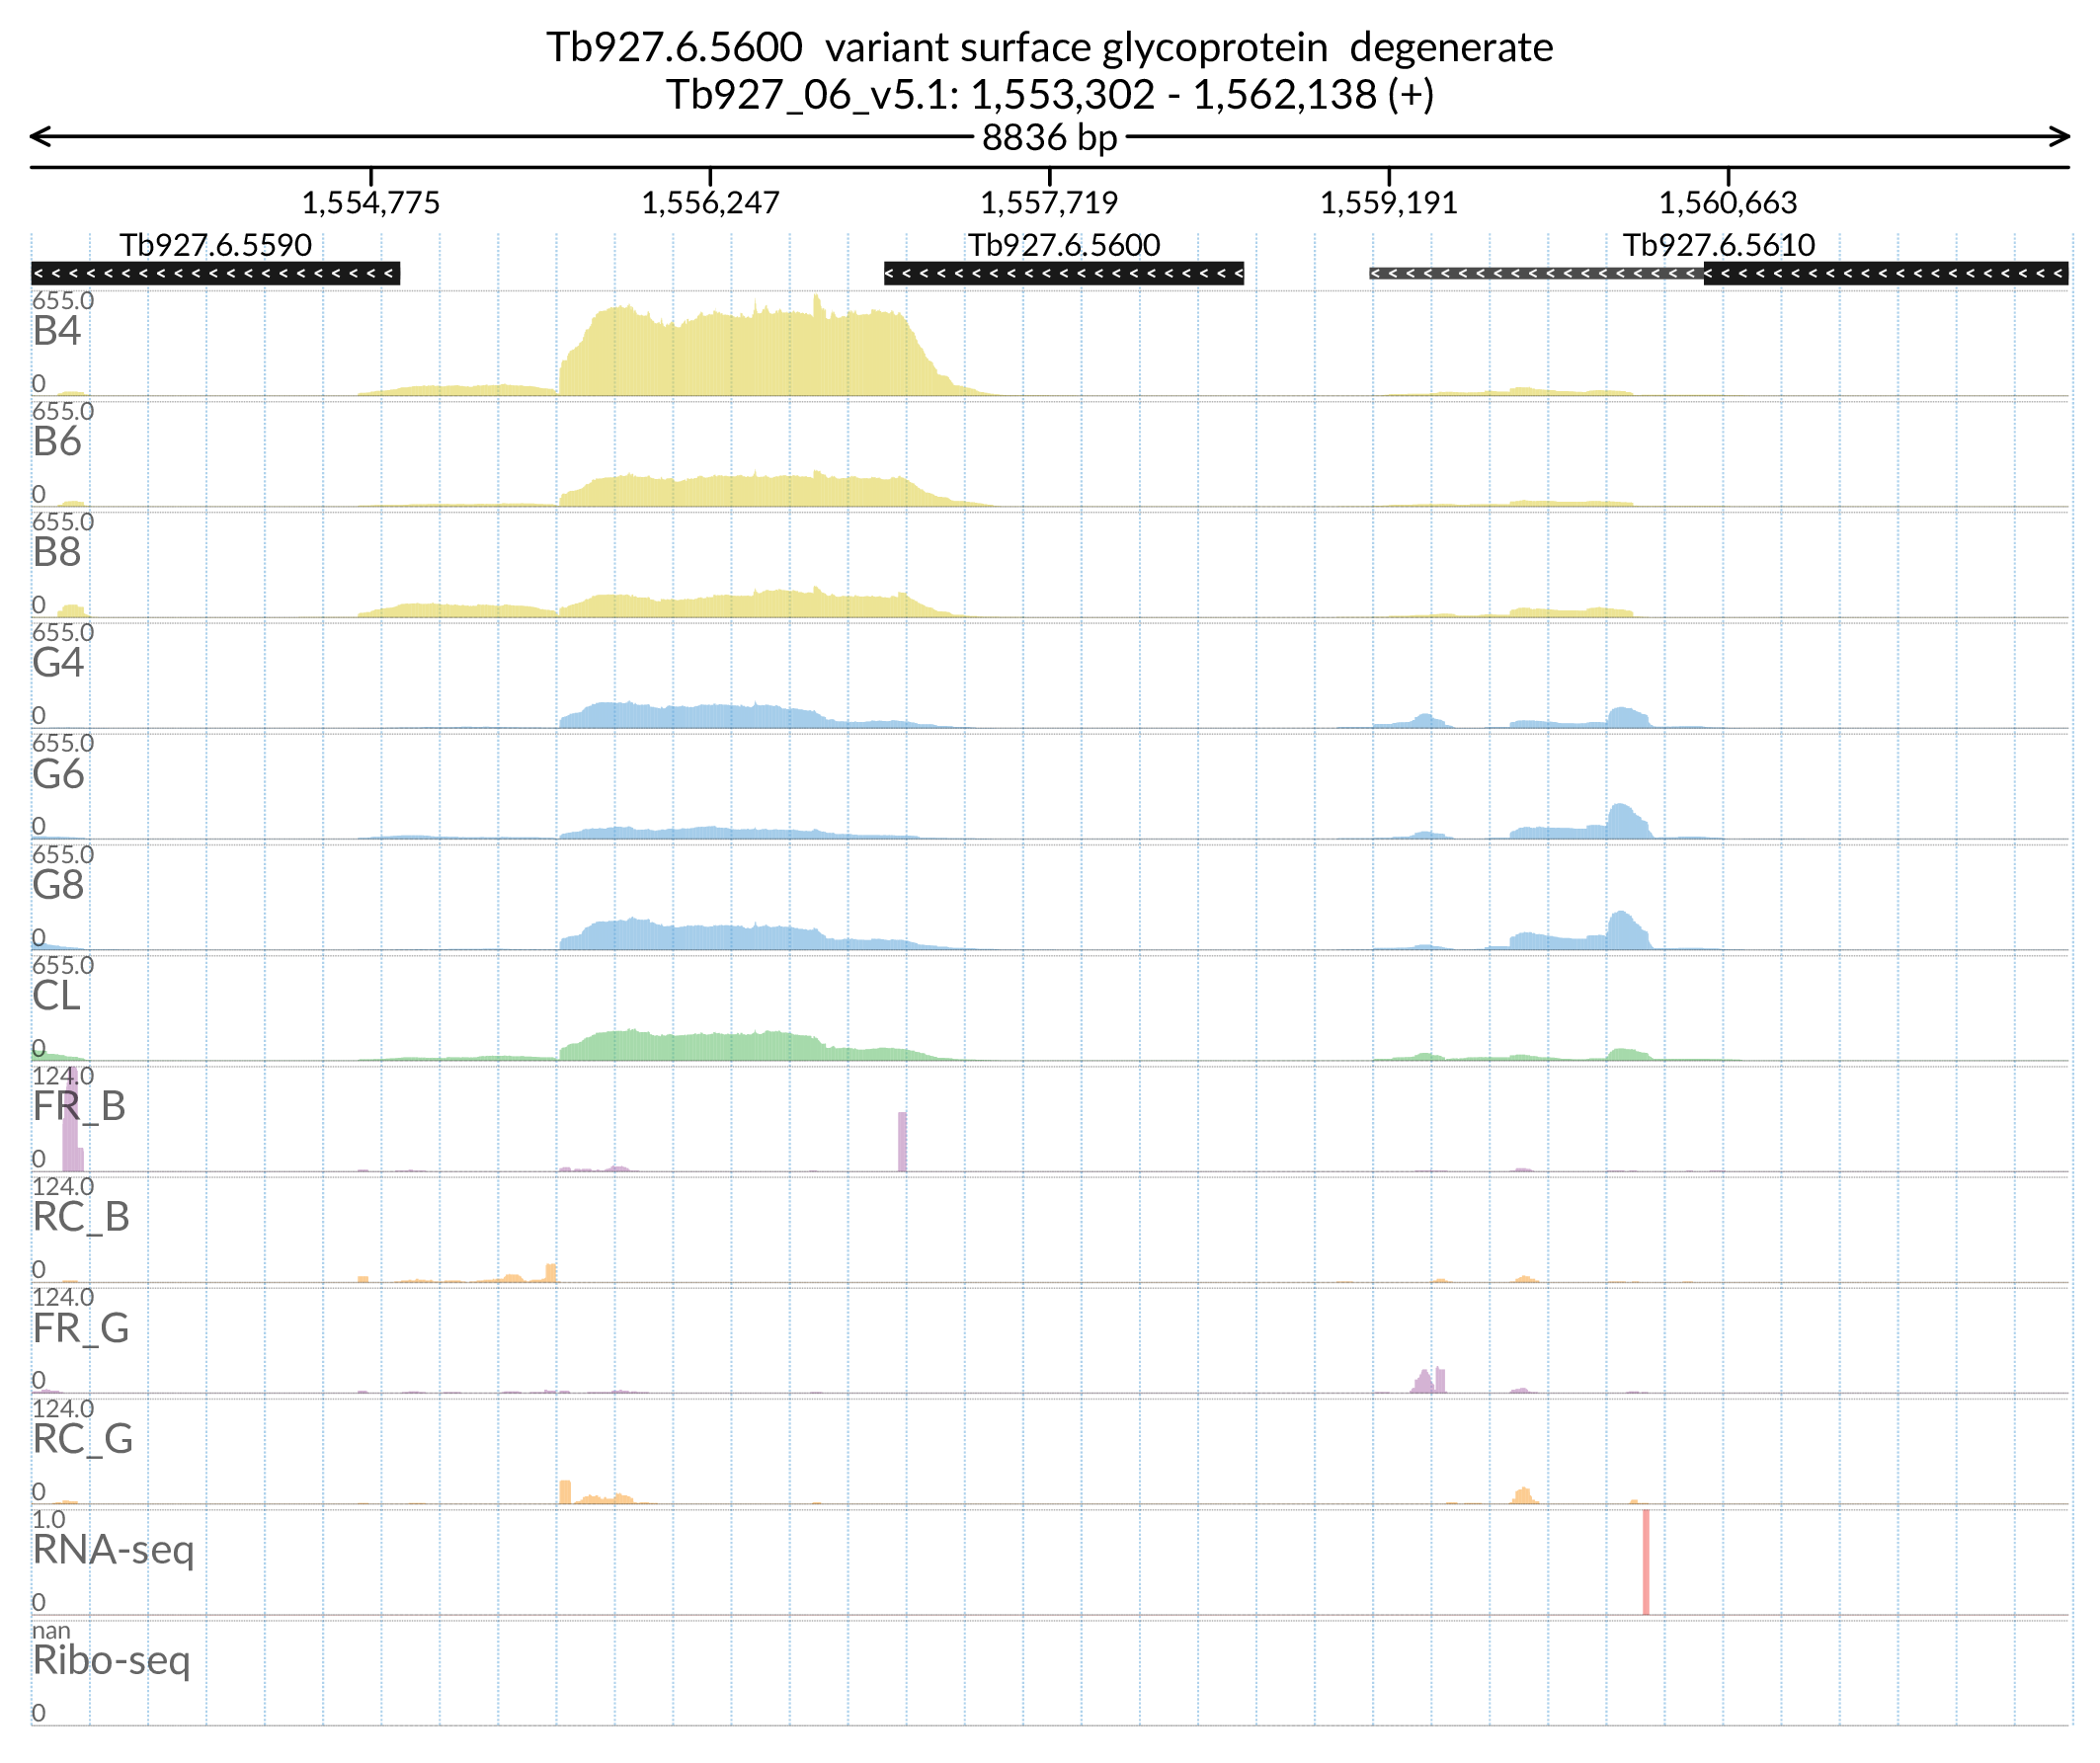 Tb927.6.5600  variant surface glycoprotein  degenerate
Tb927_06_v5.1: 1,553,302 - 1,562,138 (+)
8836 bp
1,554,775 1,556,247 1,557,719 1,559,191 1,560,663
Tb927.6.5590 Tb927.6.5600 Tb927.6.5610
655.0
B4
0
655.0
B6
0
655.0
B8
0
655.0
G4
0
655.0
G6
0
655.0
G8
0
655.0
CL
0
124.0
FR_B
0
124.0
RC_B
0
124.0
FR_G
0
124.0
RC_G
0
1.0
RNA-seq
0
nan
Ribo-seq
0